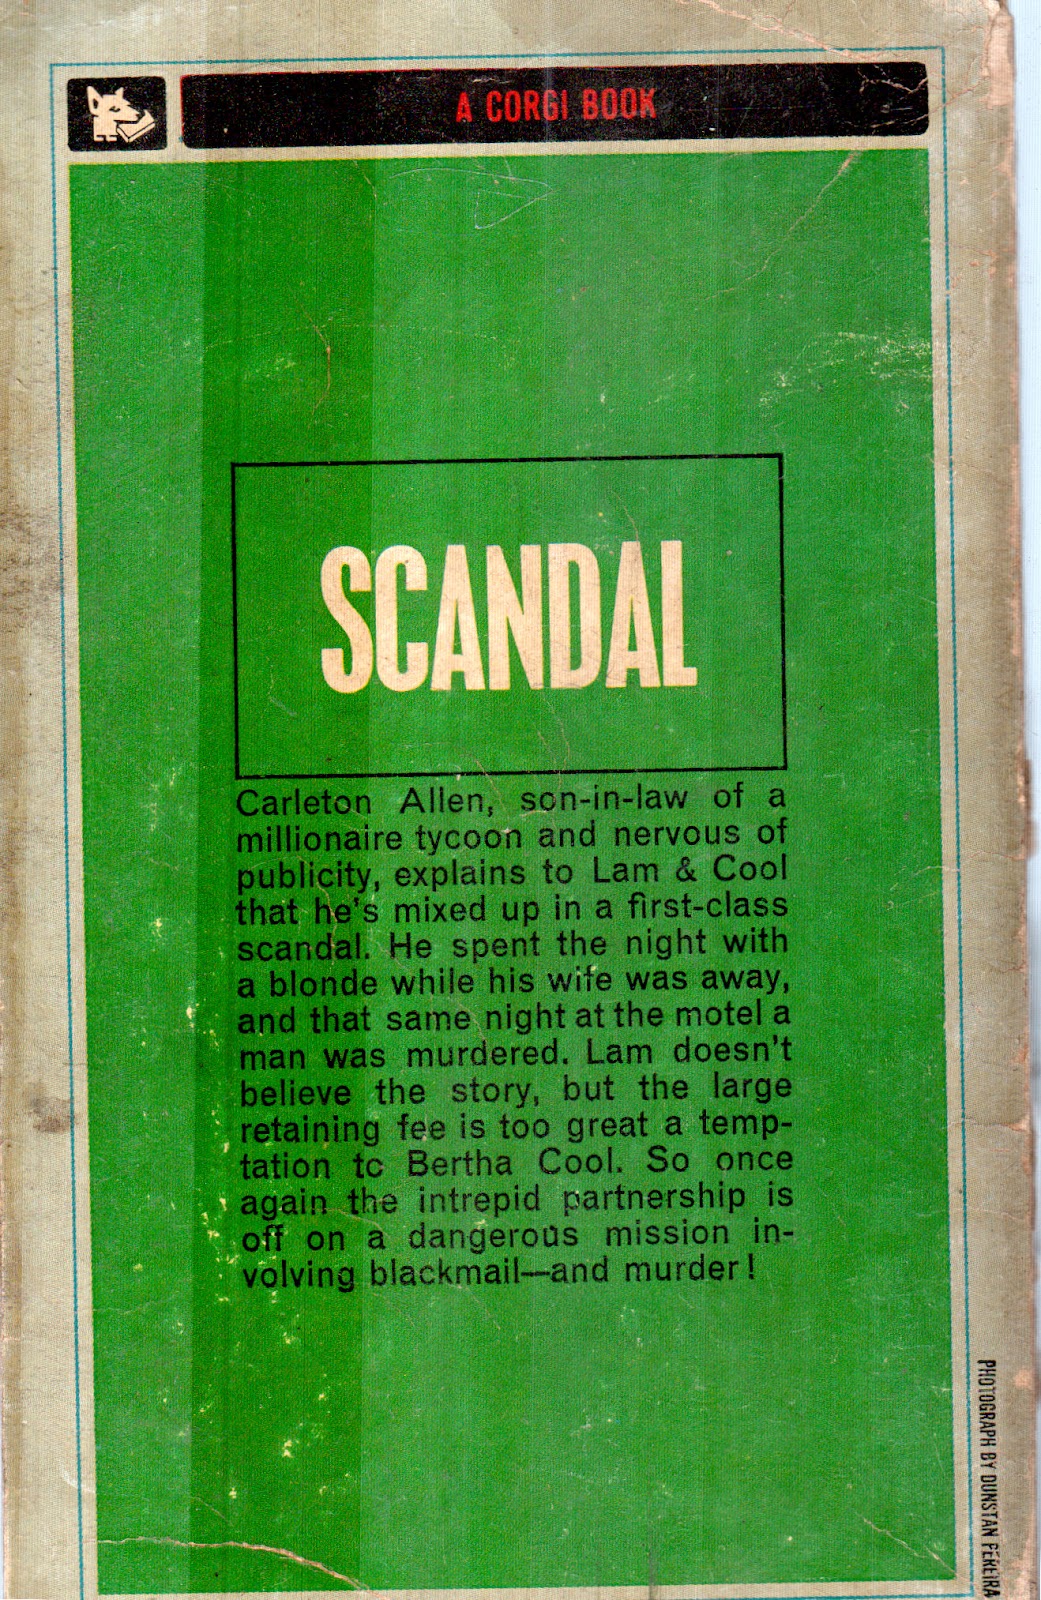 A CORGI BOOK
SCANDAL
Carleton Allen, son-in-law of a
millionaire tycoon and nervous of
publicity, explains to Lam & Cool
that he's mixed up in a first-class
scandal. He spent the night with
a blonde while his wife was away,
and that same night at the motel a
man was murdered. Lam doesn't
believe the story, but the large
retaining fee is too great a temp-
tation to Bertha Cool. So once
again the intrepid partnership is
off on a dangerous mission in-
volving blackmail—and murder!
PHOTOGRAPH BY DUNSTAN PEREIRA